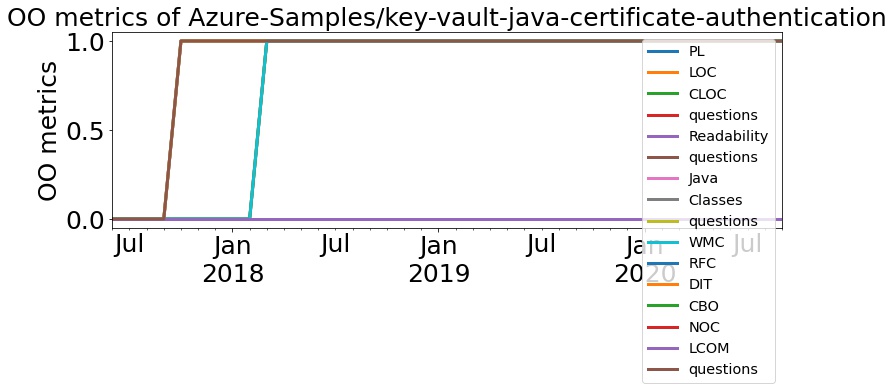 OO metrics of Azure-Samples/key-vault-java-certificate-authentication
OO metrics
1.0
0.5
0.0
Jul
Jan
2018
Jul
Jan
2019
Jul
Jan
2020
Jul
PL
LOC
CLOC
questions
Readability
questions
Java
Classes
questions
WMC
RFC
DIT
CBO
NOC
LCOM
questions